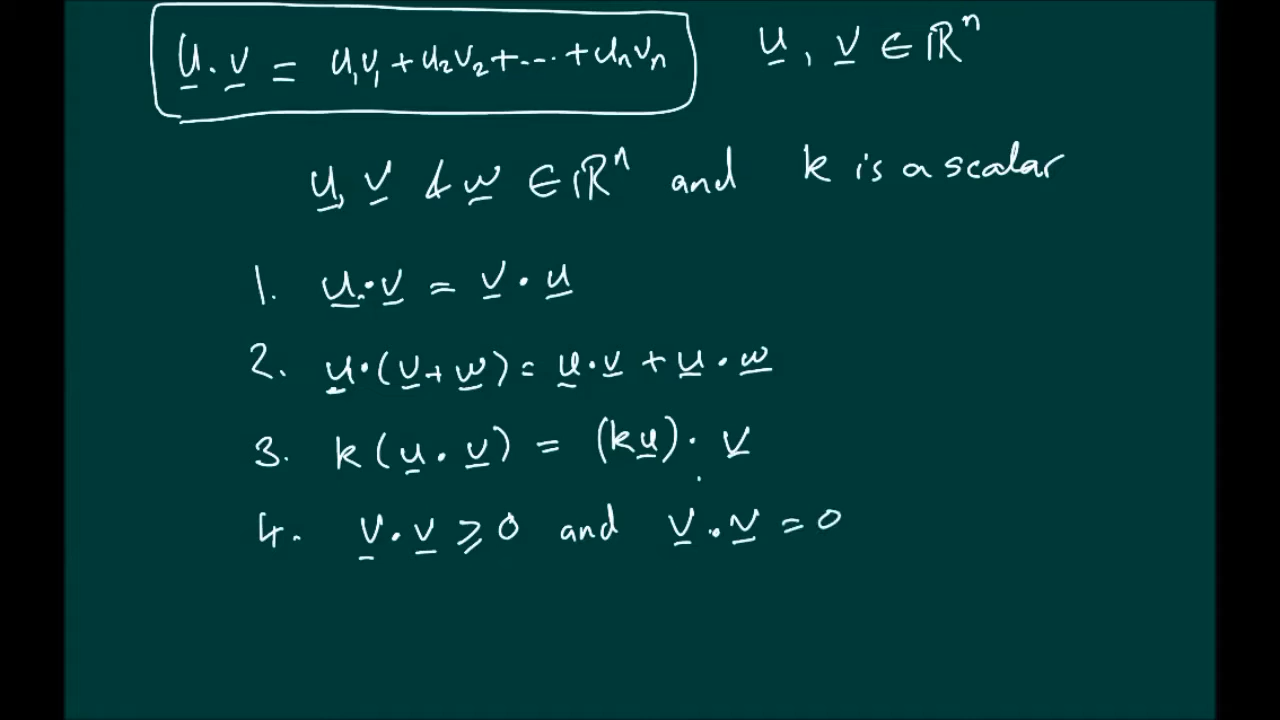 u · v = u₁v₁ + u₂v₂ + ... + uₙvₙ u, v ∈ ℝⁿ
u, v & w ∈ ℝⁿ and k is a scalar
1. u · v = v · u
2. u · (v + w) = u · v + u · w
3. k(u · v) = (ku) · v
4. v · v ⩾ 0 and v · v = 0